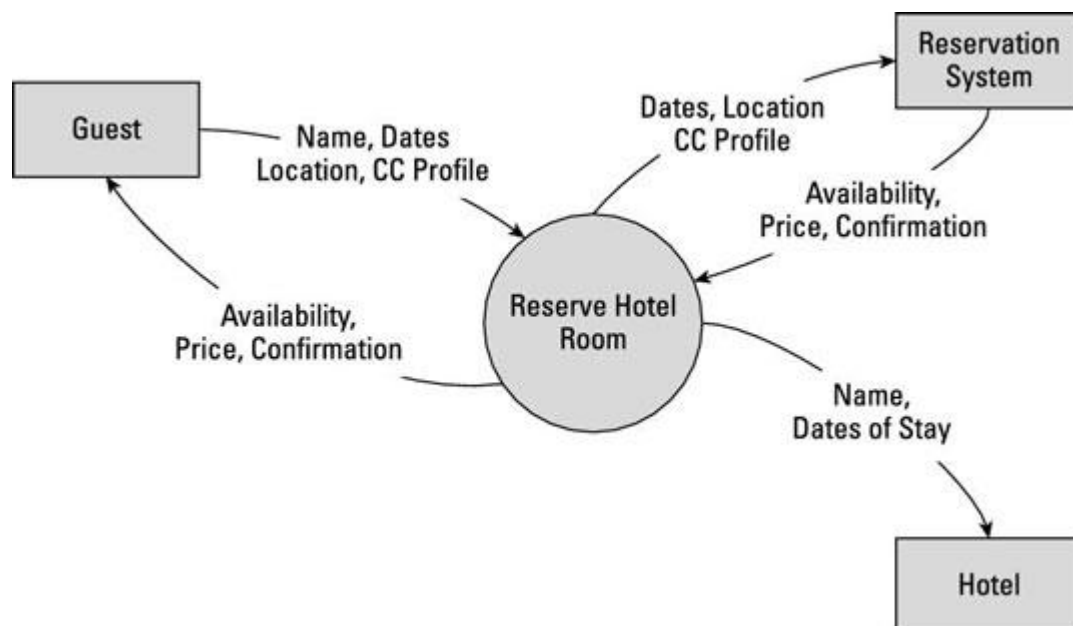 Reservation
System
Guest
Dates, Location
CC Profile
Name, Dates
Location, CC Profile
Availability,
Price, Confirmation
Availability,
Price, Confirmation
Reserve Hotel
Room
Name,
Dates of Stay
Hotel